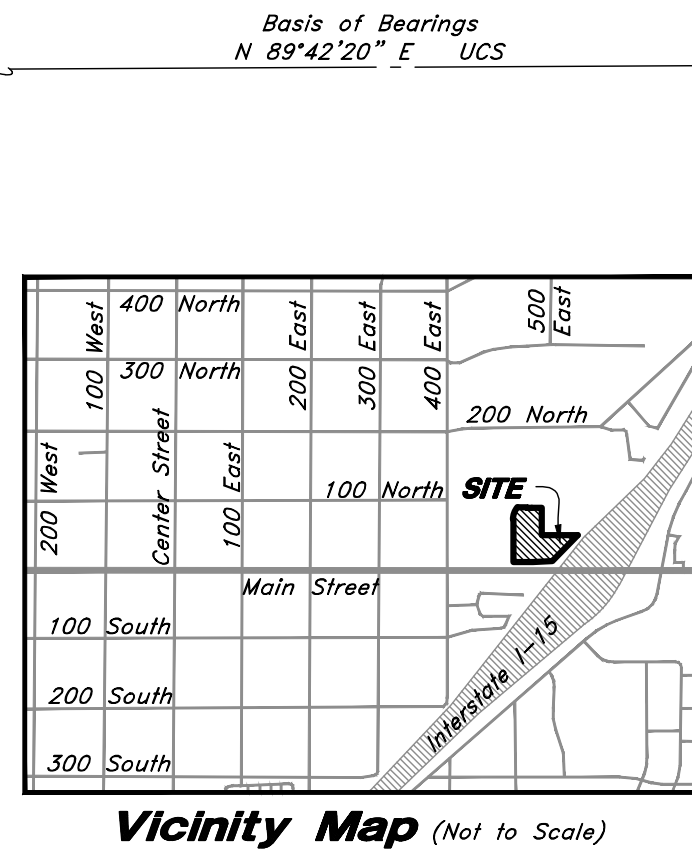 Basis of Bearings
N 89°42'20" E UCS
400 North
100 West
200 East
300 East
400 East
500 East
300 North
200 North
Center Street
200 West
100 East
100 North
SITE
Main Street
100 South
Interstate I-15
200 South
300 South
Vicinity Map (Not to Scale)